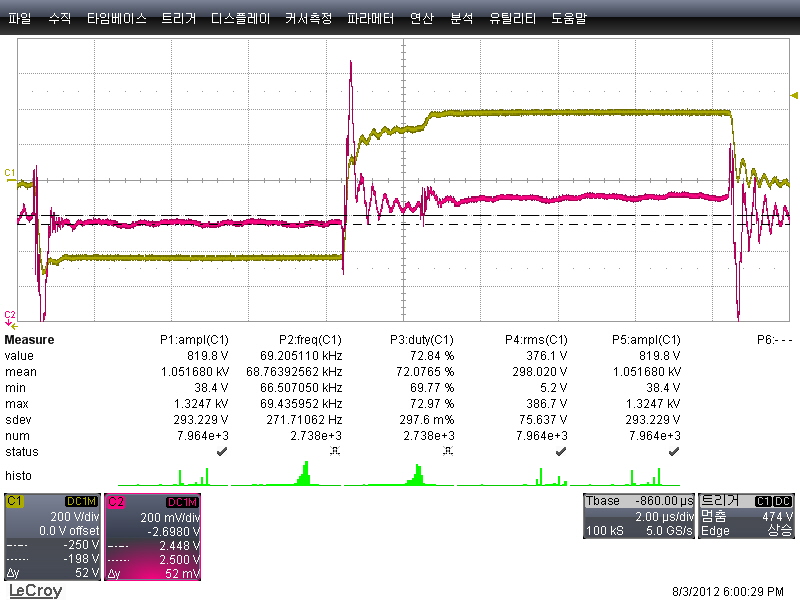 파일 수직 타임베이스 트리거 디스플레이 커서측정 파라메터 연산 분석 유틸리티 도움말
C1
C2
Measure P1:ampl(C1) P2:freq(C1) P3:duty(C1) P4:rms(C1) P5:ampl(C1) P6:- - -
value 819.8 V 69.205110 kHz 72.84 % 376.1 V 819.8 V
mean 1.051680 kV 68.76392562 kHz 72.0765 % 298.020 V 1.051680 kV
min 38.4 V 66.507050 kHz 69.77 % 5.2 V 38.4 V
max 1.3247 kV 69.435952 kHz 72.97 % 386.7 V 1.3247 kV
sdev 293.229 V 271.71062 Hz 297.6 m% 75.637 V 293.229 V
num 7.964e+3 2.738e+3 2.738e+3 7.964e+3 7.964e+3
status
histo
C1 DC1M
200 V/div
0.0 V offset
-250 V
-198 V
Δy 52 V
C2 DC1M
200 mV/div
-2.6980 V
2.448 V
2.500 V
Δy 52 mV
Tbase -860.00 µs
2.00 µs/div
100 kS 5.0 GS/s
트리거 C1 DC
멈춤 474 V
Edge 상승
LeCroy
8/3/2012 6:00:29 PM